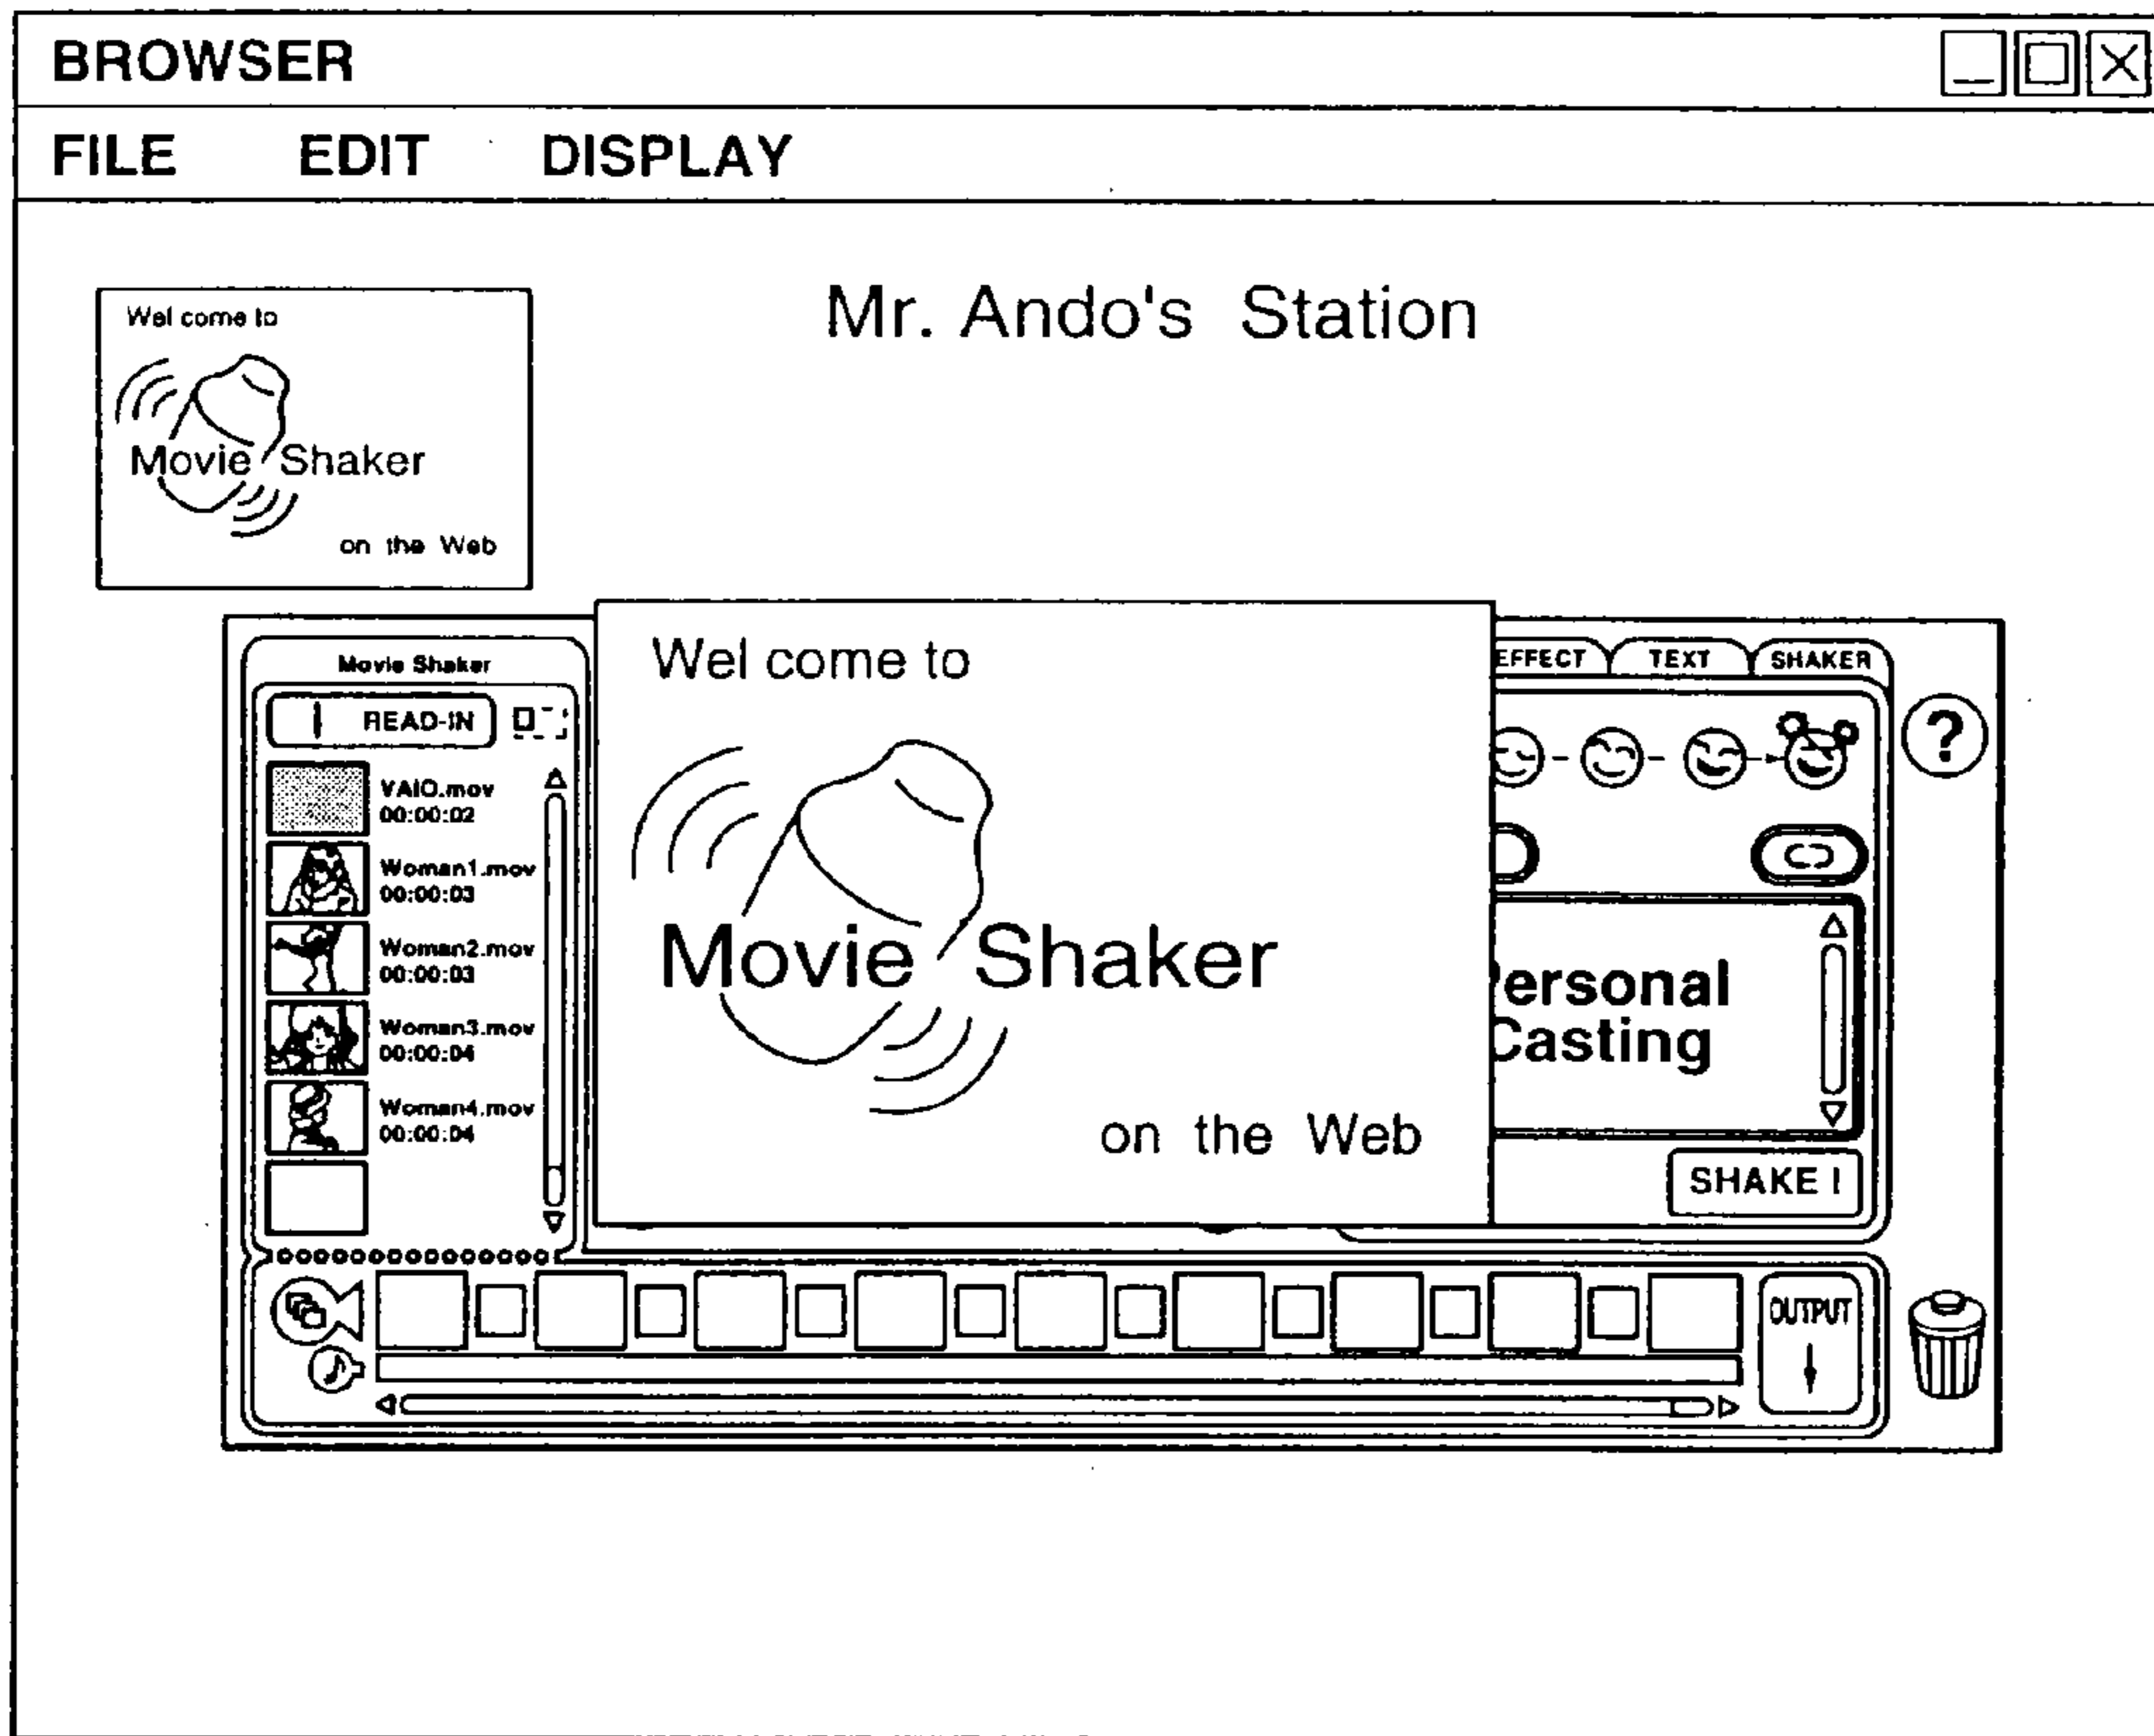 BROWSER
FILE EDIT DISPLAY
Mr. Ando's Station
Wel come to
Movie Shaker
on the Web
Movie Shaker
READ-IN
VAIO.mov
00:00:02
Woman1.mov
00:00:03
Woman2.mov
00:00:03
Woman3.mov
00:00:04
Woman4.mov
00:00:04
Wel come to
Movie Shaker
on the Web
EFFECT TEXT SHAKER
?
ersonal
Casting
SHAKE !
OUTPUT